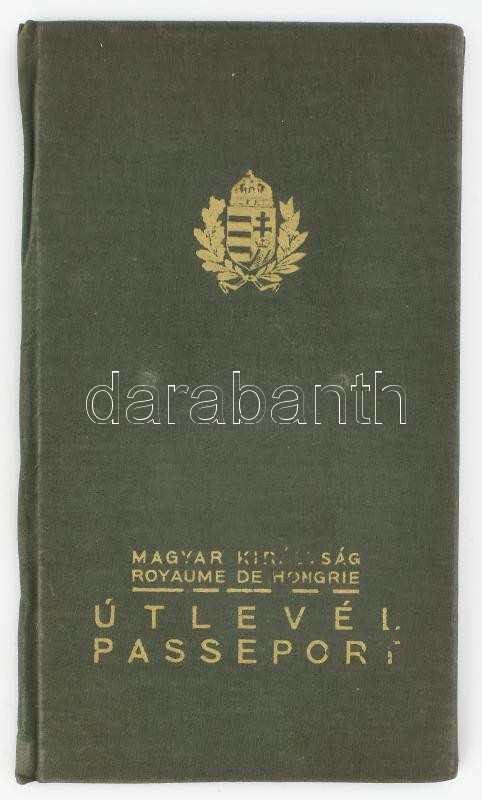 darabanth
MAGYAR KIRÁLYSÁG
ROYAUME DE HONGRIE
ÚTLEVÉL
PASSEPORT